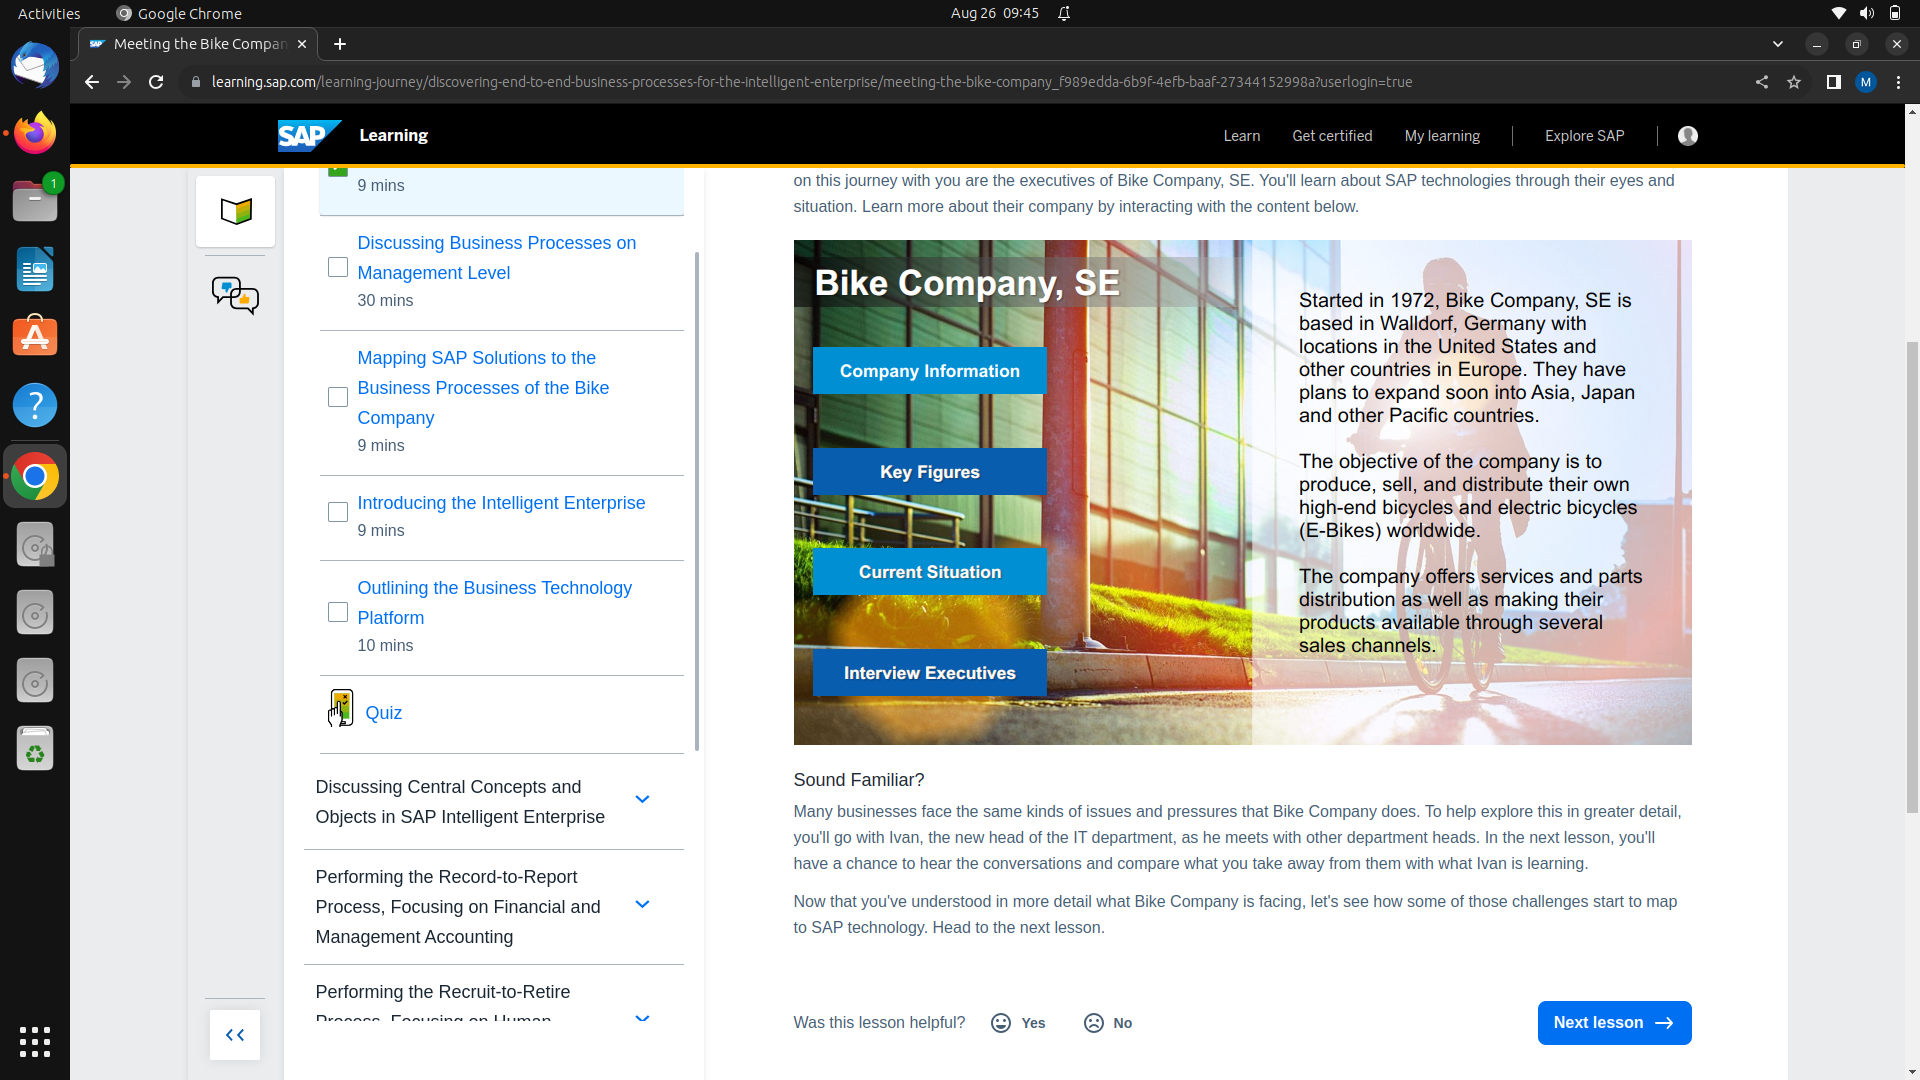 Activities
Google Chrome
Aug 26 09:45
Meeting the Bike Compan
learning.sap.com/learning-journey/discovering-end-to-end-business-processes-for-the-intelligent-enterprise/meeting-the-bike-company_f989edda-6b9f-4efb-baaf-27344152998a?userlogin=true
M
1
SAP Learning
Learn
Get certified
My learning
Explore SAP
9 mins
Discussing Business Processes on
Management Level
30 mins
Mapping SAP Solutions to the
Business Processes of the Bike
Company
9 mins
Introducing the Intelligent Enterprise
9 mins
Outlining the Business Technology
Platform
10 mins
Quiz
Discussing Central Concepts and
Objects in SAP Intelligent Enterprise
Performing the Record-to-Report
Process, Focusing on Financial and
Management Accounting
Performing the Recruit-to-Retire
Process, Focusing on Human
on this journey with you are the executives of Bike Company, SE. You'll learn about SAP technologies through their eyes and
situation. Learn more about their company by interacting with the content below.
Bike Company, SE
Company Information
Key Figures
Current Situation
Interview Executives
Started in 1972, Bike Company, SE is
based in Walldorf, Germany with
locations in the United States and
other countries in Europe. They have
plans to expand soon into Asia, Japan
and other Pacific countries.
The objective of the company is to
produce, sell, and distribute their own
high-end bicycles and electric bicycles
(E-Bikes) worldwide.
The company offers services and parts
distribution as well as making their
products available through several
sales channels.
Sound Familiar?
Many businesses face the same kinds of issues and pressures that Bike Company does. To help explore this in greater detail,
you'll go with Ivan, the new head of the IT department, as he meets with other department heads. In the next lesson, you'll
have a chance to hear the conversations and compare what you take away from them with what Ivan is learning.
Now that you've understood in more detail what Bike Company is facing, let's see how some of those challenges start to map
to SAP technology. Head to the next lesson.
Was this lesson helpful?
Yes
No
Next lesson